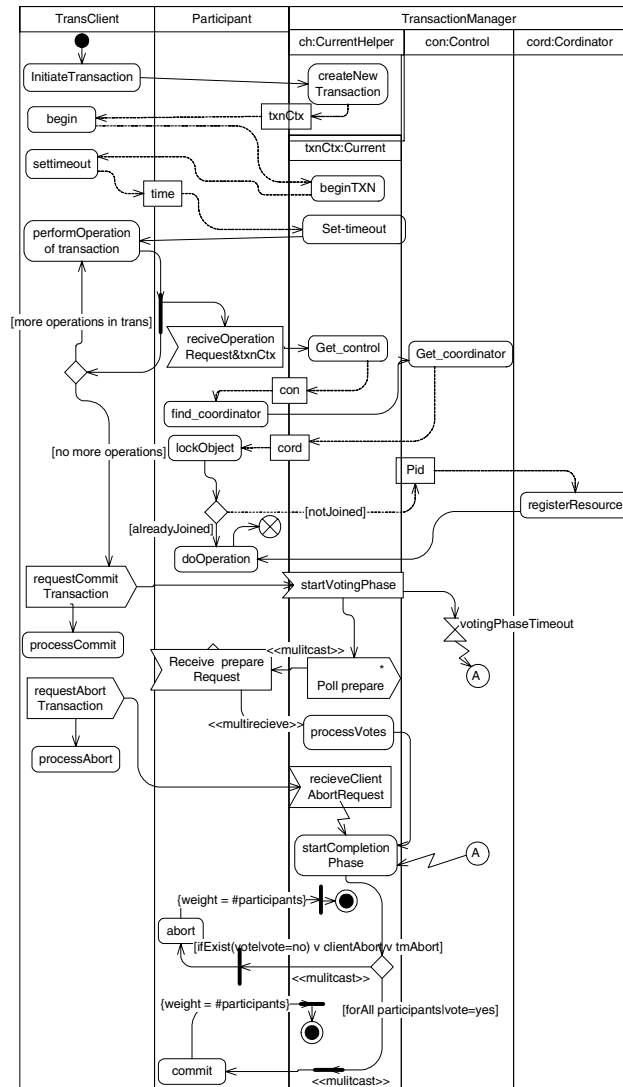 TransClient
Participant
TransactionManager
ch:CurrentHelper
con:Control
cord:Cordinator
InitiateTransaction
createNew
Transaction
txnCtx
begin
txnCtx:Current
settimeout
beginTXN
time
Set-timeout
performOperation
of transaction
[more operations in trans]
reciveOperation
Request&txnCtx
Get_control
Get_coordinator
con
find_coordinator
[no more operations]
lockObject
cord
Pid
[notJoined]
registerResource
[alreadyJoined]
doOperation
requestCommit
Transaction
startVotingPhase
votingPhaseTimeout
processCommit
<<mulitcast>>
Receive prepare
Request
*
Poll prepare
A
requestAbort
Transaction
<<multirecieve>>
processVotes
processAbort
recieveClient
AbortRequest
startCompletion
Phase
A
{weight = #participants}
abort
[ifExist(vote|vote=no) v clientAbort v tmAbort]
<<mulitcast>>
{weight = #participants}
[forAll participants|vote=yes]
commit
<<mulitcast>>